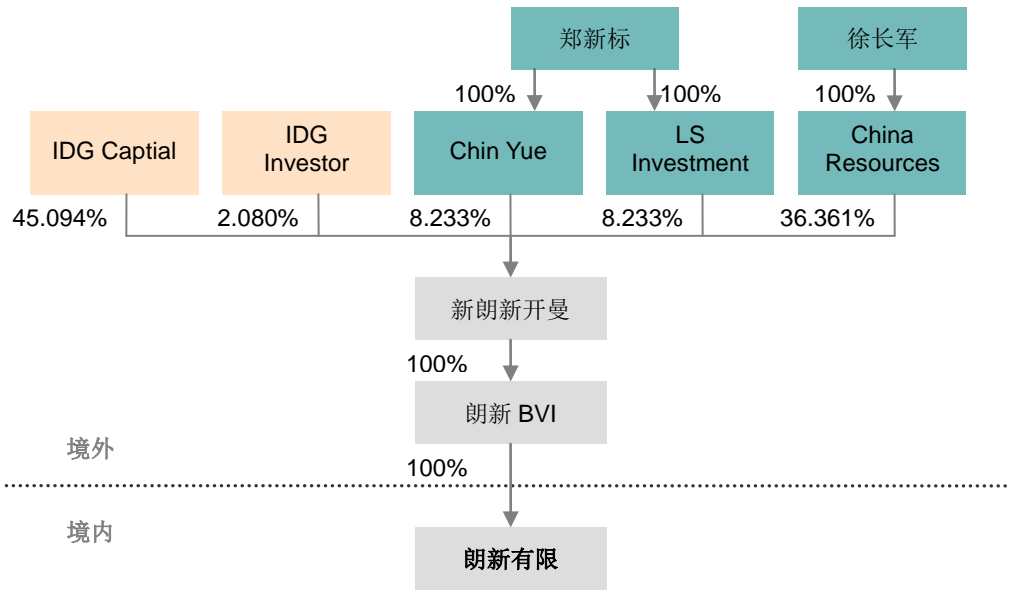 郑新标
徐长军
100%
100%
100%
IDG Captial
IDG
Investor
Chin Yue
LS
Investment
China
Resources
45.094%
2.080%
8.233%
8.233%
36.361%
新朗新开曼
100%
朗新 BVI
境外
100%
境内
朗新有限